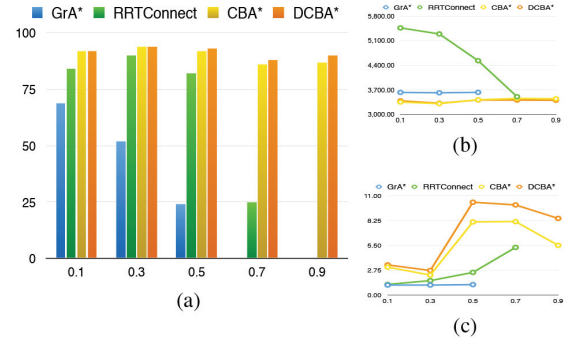 GrA* RRTConnect CBA* DCBA*
100
75
50
25
0
0.1 0.3 0.5 0.7 0.9
(a)
GrA* RRTConnect CBA* DCBA*
5,800.00
5,100.00
4,400.00
3,700.00
3,000.00
0.1 0.3 0.5 0.7 0.9
(b)
GrA* RRTConnect CBA* DCBA*
11.00
8.25
5.50
2.75
0.00
0.1 0.3 0.5 0.7 0.9
(c)